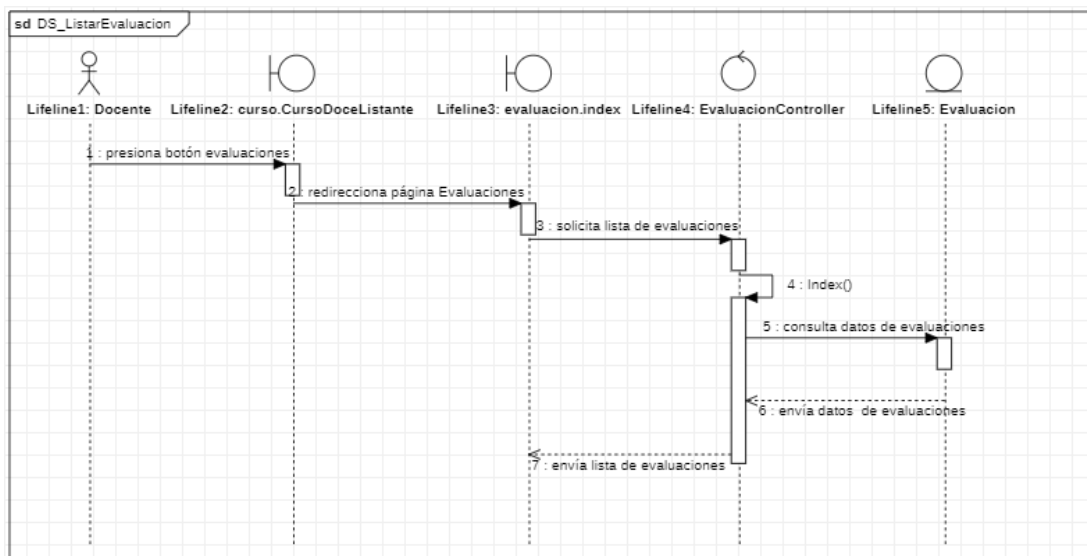 sd DS_ListarEvaluacion
Lifeline1: Docente
Lifeline2: curso.CursoDoceListante
Lifeline3: evaluacion.index
Lifeline4: EvaluacionController
Lifeline5: Evaluacion
1 : presiona botón evaluaciones
2 : redirecciona página Evaluaciones
3 : solicita lista de evaluaciones
4 : Index()
5 : consulta datos de evaluaciones
6 : envía datos  de evaluaciones
7 : envía lista de evaluaciones